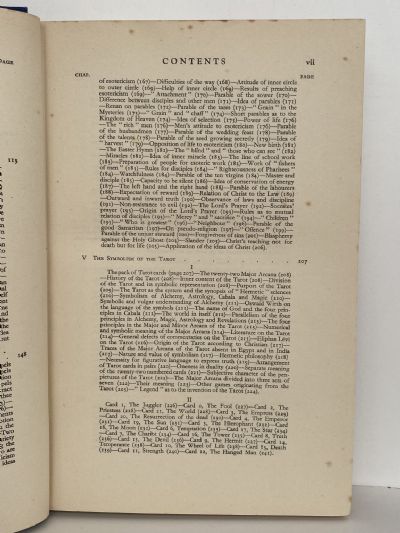 PAGE
CONTENTS
vii
CHAP.
PAGE
of esotericism (167)—Difficulties of the way (168)—Attitude of inner circle
to outer circle (169)—Help of inner circle (169)—Results of preaching
esotericism (169)—" Attachment " (170)—Parable of the sower (170)—
Difference between disciples and other men (171)—Idea of parables (171)
—Renan on parables (172)—Parable of the tares (173)—" Grain " in the
Mysteries (173)—" Grain " and " chaff " (174)—Short parables as to the
Kingdom of Heaven (174)—Idea of selection (175)—Power of life (176)
—The " rich " men (176)—Men's attitude to esotericism (176)—Parable
of the husbandmen (177)—Parable of the wedding feast (178)—Parable
of the talents (178)—Parable of the seed growing secretly (179)—Idea of
" harvest " (179)—Opposition of life to esotericism (180)—New birth (181)
—The Easter Hymn (181)—The " blind " and " those who can see " (182)
—Miracles (182)—Idea of inner miracle (183)—The line of school work
(183)—Preparation of people for esoteric work (183)—Work of " fishers
of men " (183)—Rules for disciples (184)—" Righteousness of Pharisees "
(184)—Watchfulness (184)—Parable of the ten virgins (184)—Master and
disciple (185)—Capacity to be silent (186)—Idea of conservation of energy
(187)—The left hand and the right hand (188)—Parable of the labourers
(188)—Expectation of reward (189)—Relation of Christ to the Law (189)
—Outward and inward truth (190)—Observance of laws and discipline
(191)—Non-resistance to evil (192)—The Lord's Prayer (192)—Socrates'
prayer (193)—Origin of the Lord's Prayer (193)—Rules as to mutual
relation of disciples (193)—" Mercy " and " sacrifice " (194)—" Children "
(195)—" Who is greatest " (195)—" Neighbour " (196)—Parable of the
good Samaritan (197)—On pseudo-religion (197)—" Offence " (199)—
Parable of the unjust steward (200)—Forgiveness of sins (201)—Blasphemy
against the Holy Ghost (204)—Slander (205)—Christ's teaching not for
death but for life (205)—Application of the ideas of Christ (206).
V The Symbolism of the Tarot
207
I
The pack of Tarot cards (page 207)—The twenty-two Major Arcana (208)
—History of the Tarot (208)—Inner content of the Tarot (208)—Division
of the Tarot and its symbolic representation (208)—Purport of the Tarot
(209)—The Tarot as the system and the synopsis of " Hermetic " sciences
(210)—Symbolism of Alchemy, Astrology, Cabala and Magic (210)—
Symbolic and vulgar understanding of Alchemy (211)—Oswald Wirth on
the language of the symbols (211)—The name of God and the four prin-
ciples in Cabala (212)—The world in itself (212)—Parallelism of the four
principles in Alchemy, Magic, Astrology and Revelations (213)—The four
principles in the Major and Minor Arcana of the Tarot (213)—Numerical
and symbolic meaning of the Major Arcana (214)—Literature on the Tarot
(214)—General defects of commentaries on the Tarot (215)—Eliphas Lévi
on the Tarot (216)—Origin of the Tarot according to Christian (217)—
Traces of the Major Arcana of the Tarot absent in Egypt and in India
(217)—Nature and value of symbolism (217)—Hermetic philosophy (218)
—Necessity for figurative language to express truth (219)—Arrangement
of Tarot cards in pairs (220)—Oneness in duality (220)—Separate meaning
of the twenty-two numbered cards (221)—Subjective character of the pen-
pictures of the Tarot (221)—The Major Arcana divided into three sets of
seven (222)—Their meaning (223)—Other games originating from the
Tarot (225)—" Legend " as to the invention of the Tarot (224).
II
Card 1, The Juggler (226)—Card 0, The Fool (227)—Card 2, The
Priestess (228)—Card 21, The World (228)—Card 3, The Empress (229)
—Card 20, Resurrection of the dead (230)—Card 4, The Emperor
(231)—Card 19, The Sun (231)—Card 5, The Hierophant (232)—Card
18, The Moon (232)—Card 6, Temptation (233)—Card 17, The Star (234)
—Card 7, The Chariot (234)—Card 16, The Tower (235)—Card 8, Truth
(236)—Card 15, The Devil (236)—Card 9, The Hermit (237)—Card 14,
Temperance (238)—Card 10, The Wheel of Life (238)—Card 13, Death
(239)—Card 11, Strength (240)—Card 12, The Hanged Man (241).
113
248